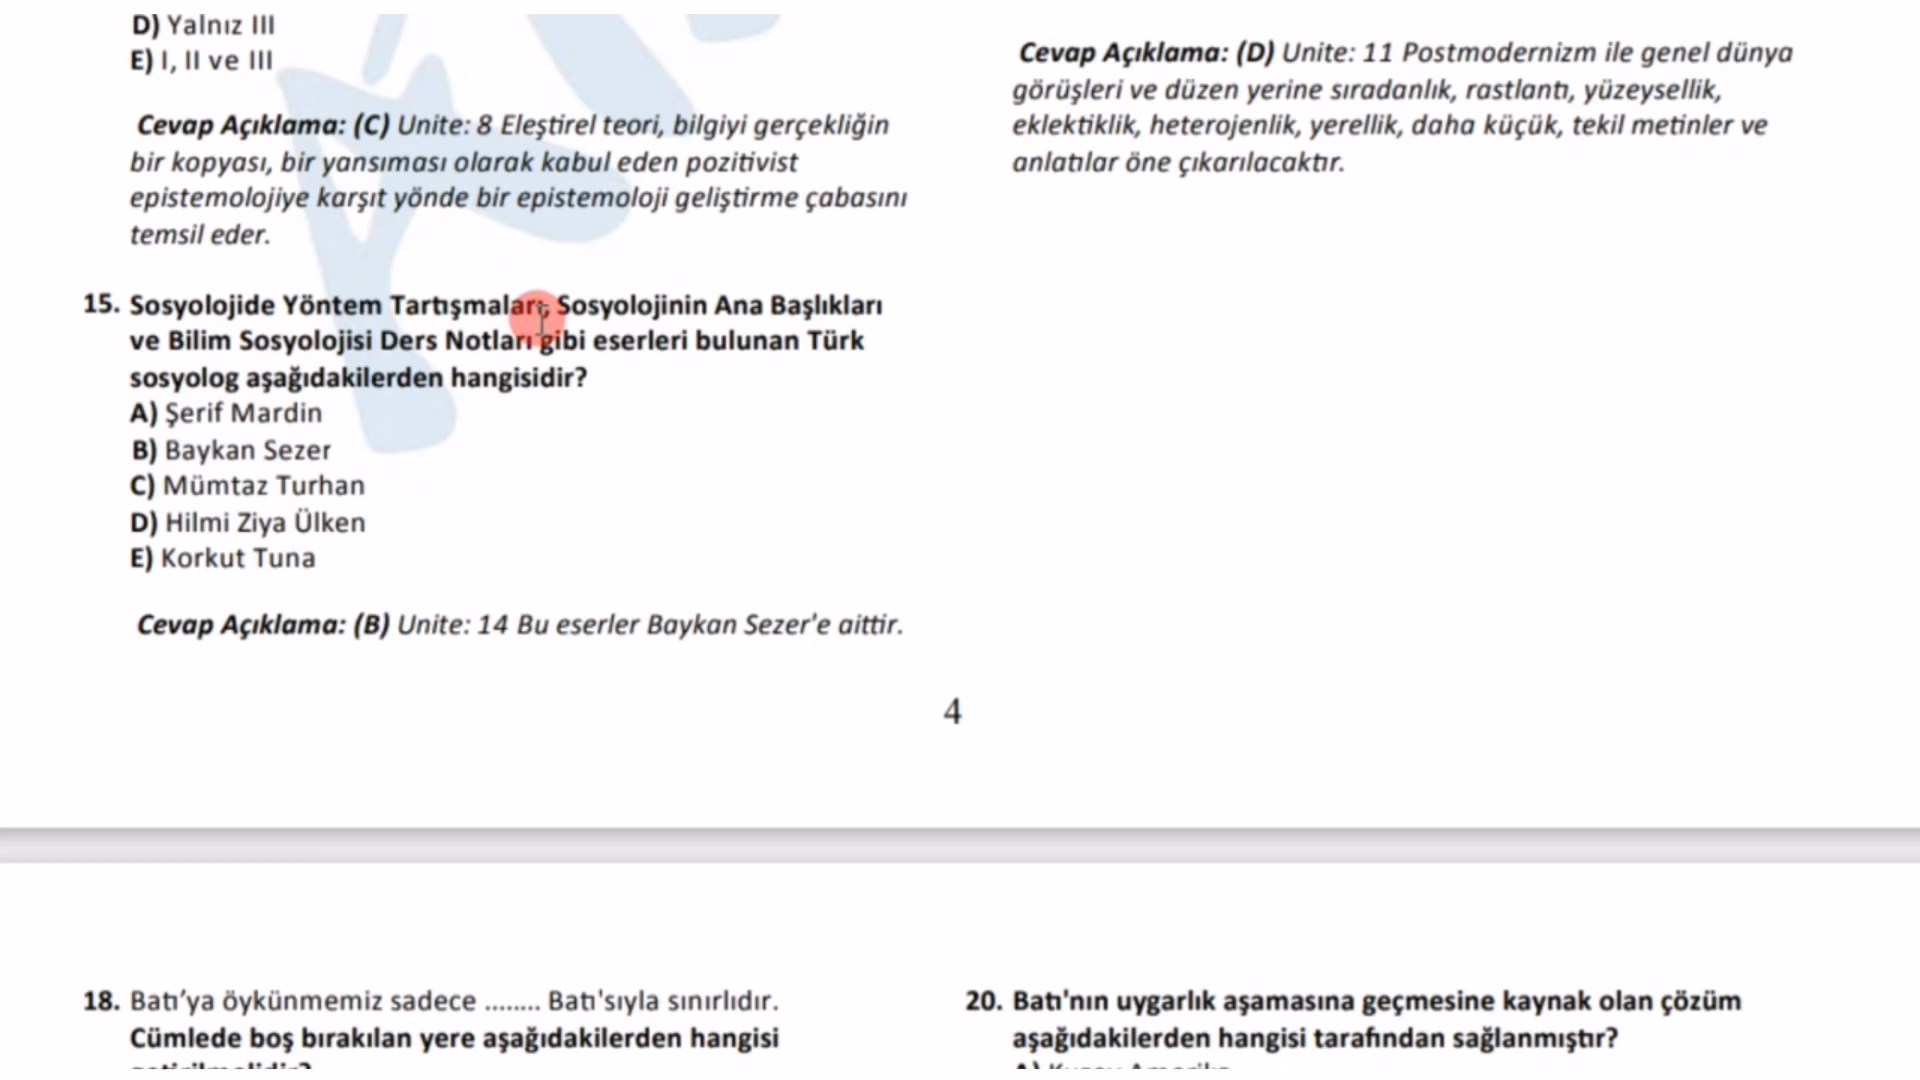 D) Yalnız III
E) I, II ve III
Cevap Açıklama: (C) Unite: 8 Eleştirel teori, bilgiyi gerçekliğin
bir kopyası, bir yansıması olarak kabul eden pozitivist
epistemolojiye karşıt yönde bir epistemoloji geliştirme çabasını
temsil eder.
15. Sosyolojide Yöntem Tartışmaları, Sosyolojinin Ana Başlıkları
ve Bilim Sosyolojisi Ders Notları gibi eserleri bulunan Türk
sosyolog aşağıdakilerden hangisidir?
A) Şerif Mardin
B) Baykan Sezer
C) Mümtaz Turhan
D) Hilmi Ziya Ülken
E) Korkut Tuna
Cevap Açıklama: (B) Unite: 14 Bu eserler Baykan Sezer'e aittir.
Cevap Açıklama: (D) Unite: 11 Postmodernizm ile genel dünya
görüşleri ve düzen yerine sıradanlık, rastlantı, yüzeysellik,
eklektiklik, heterojenlik, yerellik, daha küçük, tekil metinler ve
anlatılar öne çıkarılacaktır.
4
18. Batı’ya öykünmemiz sadece ........ Batı'sıyla sınırlıdır.
Cümlede boş bırakılan yere aşağıdakilerden hangisi
20. Batı'nın uygarlık aşamasına geçmesine kaynak olan çözüm
aşağıdakilerden hangisi tarafından sağlanmıştır?